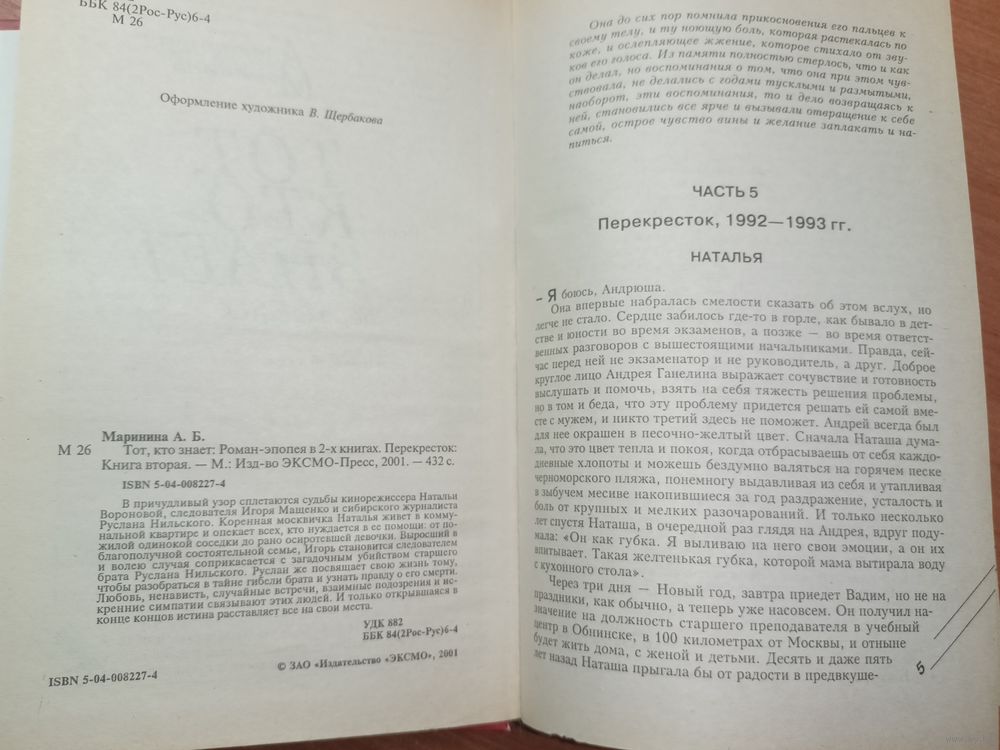 ББК 84(2Рос-Рус)6-4
М 26
Оформление художника В. Щербакова
Маринина А. Б.
М 26 Тот, кто знает: Роман-эпопея в 2-х книгах. Перекресток:
Книга вторая. — М.: Изд-во ЭКСМО-Пресс, 2001. — 432 с.
ISBN 5-04-008227-4
В причудливый узор сплетаются судьбы кинорежиссера Натальи
Вороновой, следователя Игоря Мащенко и сибирского журналиста
Руслана Нильского. Коренная москвичка Наталья живет в комму-
нальной квартире и опекает всех, кто нуждается в ее помощи: от по-
жилой одинокой соседки до рано осиротевшей девочки. Выросший в
благополучной состоятельной семье, Игорь становится следователем
и волею случая соприкасается с загадочным убийством старшего
брата Руслана Нильского. Руслан же посвящает свою жизнь тому,
чтобы разобраться в тайне гибели брата и узнать правду о его смерти.
Любовь, ненависть, случайные встречи, взаимные подозрения и ис-
кренние симпатии связывают этих людей. И только открывшаяся в
конце концов истина расставляет все на свои места.
УДК 882
ББК 84(2Рос-Рус)6-4
© ЗАО «Издательство «ЭКСМО», 2001
ISBN 5-04-008227-4
Она до сих пор помнила прикосновения его пальцев к
своему телу, и ту ноющую боль, которая растекалась по
коже, и ослепляющее жжение, которое стихало от зву-
ков его голоса. Из памяти полностью стерлось, что и как
он делал, но воспоминания о том, что она при этом чув-
ствовала, не делались с годами тусклыми и размытыми,
наоборот, эти воспоминания, то и дело возвращаясь к
ней, становились все ярче и вызывали отвращение к себе
самой, острое чувство вины и желание заплакать и на-
питься.
ЧАСТЬ 5
Перекресток, 1992—1993 гг.
НАТАЛЬЯ
– Я боюсь, Андрюша.
Она впервые набралась смелости сказать об этом вслух, но
легче не стало. Сердце забилось где-то в горле, как бывало в дет-
стве и юности во время экзаменов, а позже — во время ответст-
венных разговоров с вышестоящими начальниками. Правда, сей-
час перед ней не экзаменатор и не руководитель, а друг. Доброе
круглое лицо Андрея Ганелина выражает сочувствие и готовность
выслушать и помочь, взять на себя тяжесть решения проблемы,
но в том и беда, что эту проблему придется решать ей самой вме-
сте с мужем, и никто третий здесь не поможет. Андрей всегда был
для нее окрашен в песочно-желтый цвет. Сначала Наташа дума-
ла, что это цвет тепла и покоя, когда отбрасываешь от себя каждо-
дневные хлопоты и можешь бездумно валяться на горячем песке
черноморского пляжа, понемногу выдавливая из себя и утапливая
в зыбучем месиве накопившиеся за год раздражение, усталость и
боль от крупных и мелких разочарований. И только несколько
лет спустя Наташа, в очередной раз глядя на Андрея, вдруг поду-
мала: «Он как губка. Я выливаю на него свои эмоции, а он их
впитывает. Такая желтенькая губка, которой мама вытирала воду
с кухонного стола».
Через три дня — Новый год, завтра приедет Вадим, но не на
праздники, как обычно, а теперь уже насовсем. Он получил на-
значение на должность старшего преподавателя в учебный
центр в Обнинске, в 100 километрах от Москвы, и отныне
будет жить дома, с женой и детьми. Десять и даже пять
лет назад Наташа прыгала бы от радости в предвкуше-
5